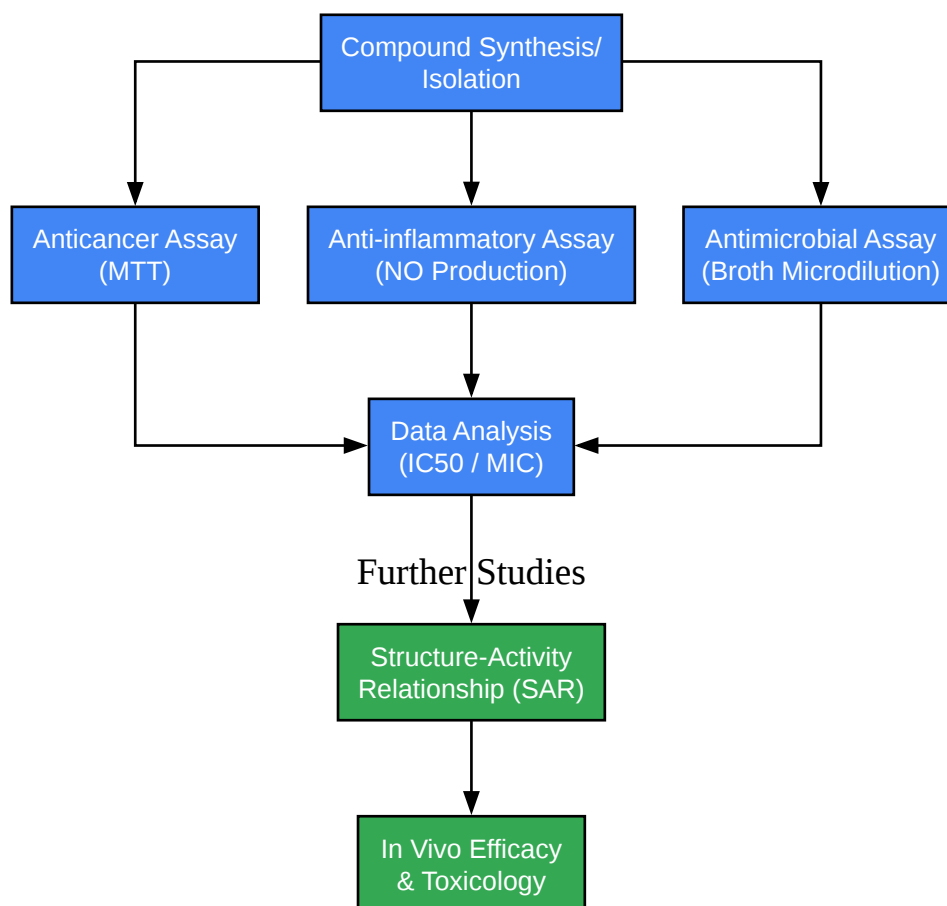 Compound Synthesis/
Isolation
Anticancer Assay
(MTT)
Anti-inflammatory Assay
(NO Production)
Antimicrobial Assay
(Broth Microdilution)
Data Analysis
(IC50 / MIC)
Further Studies
Structure-Activity
Relationship (SAR)
In Vivo Efficacy
& Toxicology